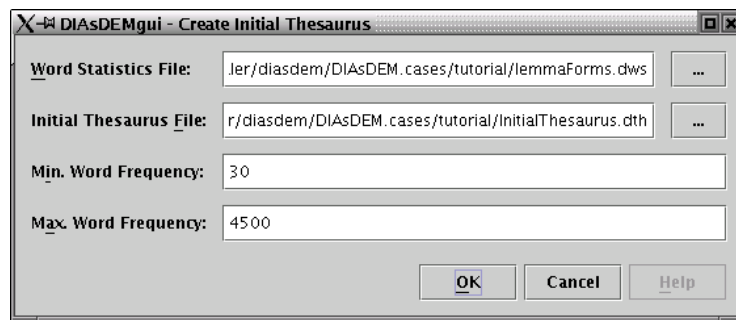 DIAsDEMgui - Create Initial Thesaurus
Word Statistics File: ler/diasdem/DIAsDEM.cases/tutorial/lemmaForms.dws ...
Initial Thesaurus File: r/diasdem/DIAsDEM.cases/tutorial/InitialThesaurus.dth ...
Min. Word Frequency: 30
Max. Word Frequency: 4500
OK Cancel Help